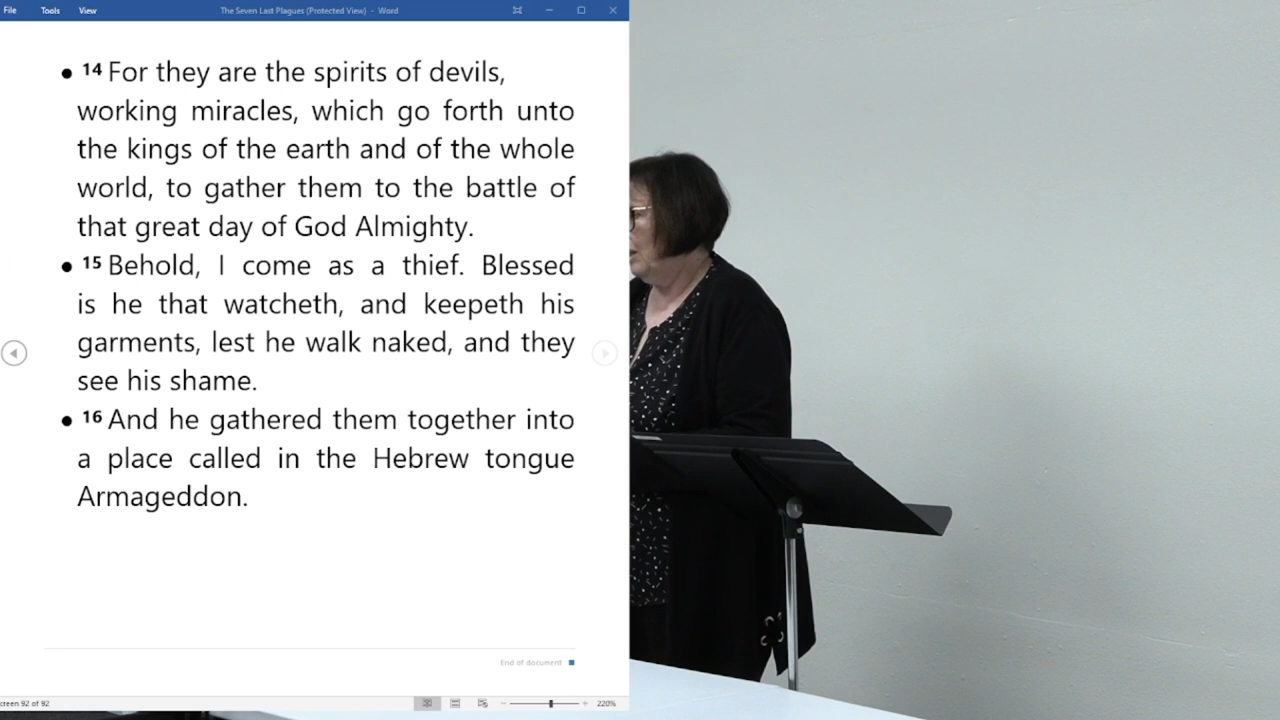 File Tools View The Seven Last Plagues (Protected View) - Word
• 14 For they are the spirits of devils,
working miracles, which go forth unto
the kings of the earth and of the whole
world, to gather them to the battle of
that great day of God Almighty.
• 15 Behold, I come as a thief. Blessed
is he that watcheth, and keepeth his
garments, lest he walk naked, and they
see his shame.
• 16 And he gathered them together into
a place called in the Hebrew tongue
Armageddon.
End of document
creen 92 of 92 220%